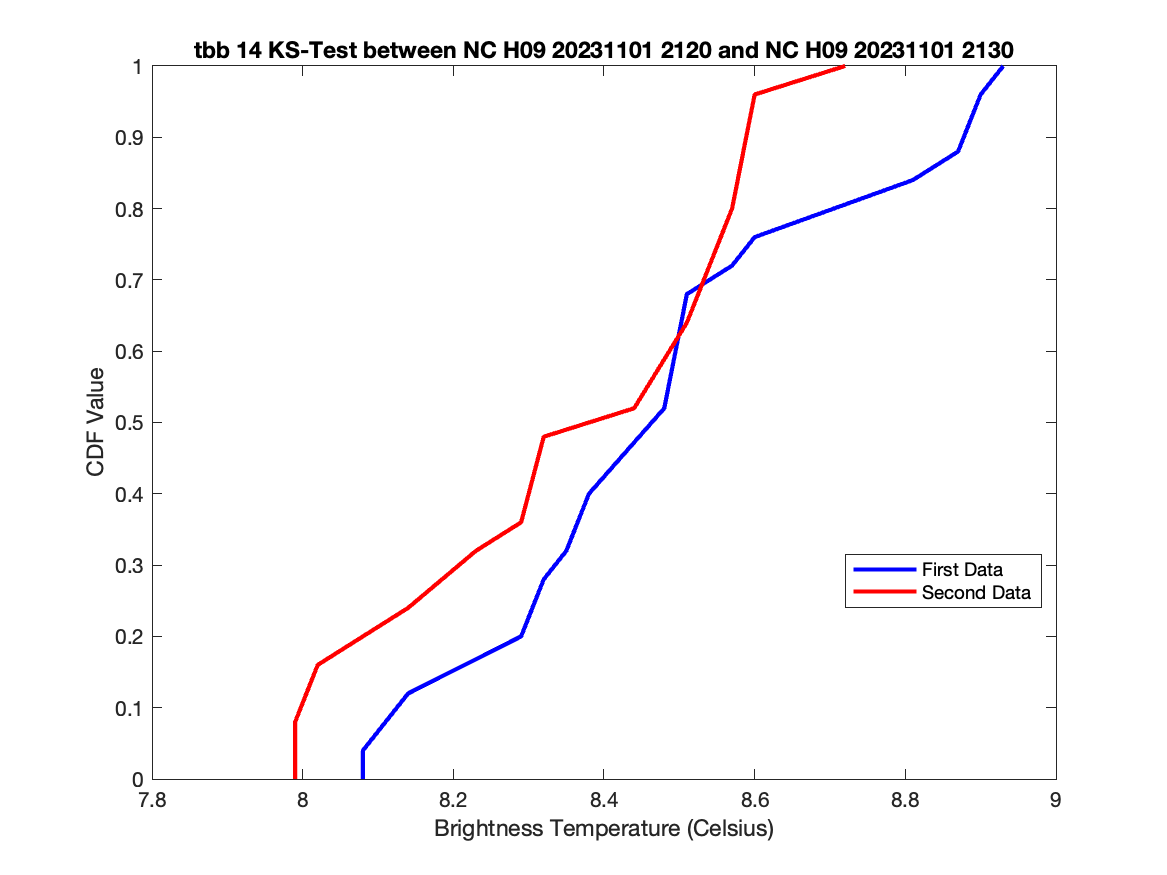 tbb 14 KS-Test between NC H09 20231101 2120 and NC H09 20231101 2130
1
0.9
0.8
0.7
0.6
0.5
0.4
0.3
0.2
0.1
0
CDF Value
First Data
Second Data
7.8 8 8.2 8.4 8.6 8.8 9
Brightness Temperature (Celsius)